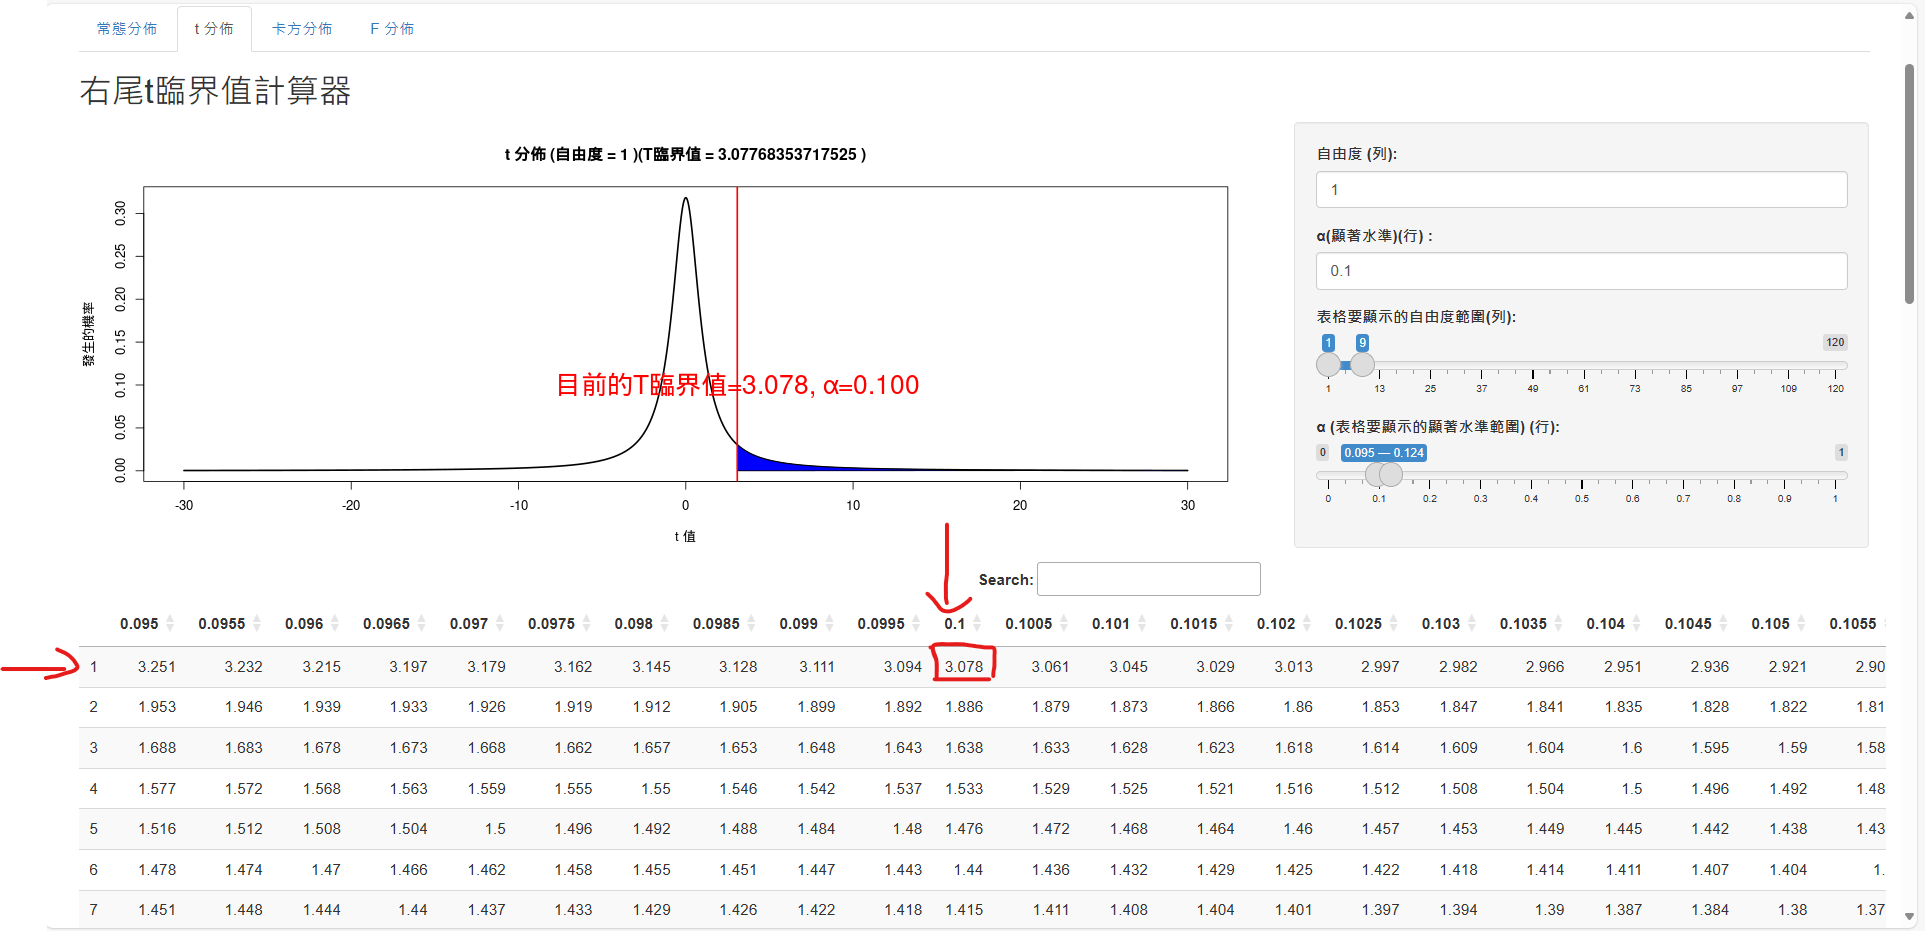 常態分佈 t 分佈 卡方分佈 F 分佈
右尾t臨界值計算器
t 分佈 (自由度 = 1 )(T臨界值 = 3.07768353717525 )
發生的機率
0.30
0.25
0.20
0.15
0.10
0.05
0.00
目前的T臨界值=3.078, α=0.100
-30 -20 -10 0 10 20 30
t 值
自由度 (列):
1
α(顯著水準)(行) :
0.1
表格要顯示的自由度範圍(列):
1 9 120
1 13 25 37 49 61 73 85 97 109 120
α (表格要顯示的顯著水準範圍) (行):
0 0.095 — 0.124 1
0 0.1 0.2 0.3 0.4 0.5 0.6 0.7 0.8 0.9 1
Search:
0.095 0.0955 0.096 0.0965 0.097 0.0975 0.098 0.0985 0.099 0.0995 0.1 0.1005 0.101 0.1015 0.102 0.1025 0.103 0.1035 0.104 0.1045 0.105 0.1055
1 3.251 3.232 3.215 3.197 3.179 3.162 3.145 3.128 3.111 3.094 3.078 3.061 3.045 3.029 3.013 2.997 2.982 2.966 2.951 2.936 2.921 2.90
2 1.953 1.946 1.939 1.933 1.926 1.919 1.912 1.905 1.899 1.892 1.886 1.879 1.873 1.866 1.86 1.853 1.847 1.841 1.835 1.828 1.822 1.81
3 1.688 1.683 1.678 1.673 1.668 1.662 1.657 1.653 1.648 1.643 1.638 1.633 1.628 1.623 1.618 1.614 1.609 1.604 1.6 1.595 1.59 1.58
4 1.577 1.572 1.568 1.563 1.559 1.555 1.55 1.546 1.542 1.537 1.533 1.529 1.525 1.521 1.516 1.512 1.508 1.504 1.5 1.496 1.492 1.48
5 1.516 1.512 1.508 1.504 1.5 1.496 1.492 1.488 1.484 1.48 1.476 1.472 1.468 1.464 1.46 1.457 1.453 1.449 1.445 1.442 1.438 1.43
6 1.478 1.474 1.47 1.466 1.462 1.458 1.455 1.451 1.447 1.443 1.44 1.436 1.432 1.429 1.425 1.422 1.418 1.414 1.411 1.407 1.404 1.
7 1.451 1.448 1.444 1.44 1.437 1.433 1.429 1.426 1.422 1.418 1.415 1.411 1.408 1.404 1.401 1.397 1.394 1.39 1.387 1.384 1.38 1.37